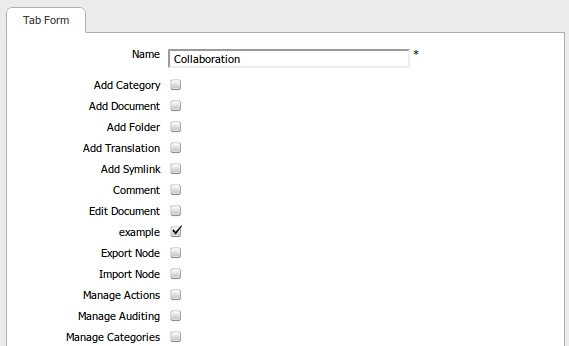 Tab Form
Name Collaboration *
Add Category
Add Document
Add Folder
Add Translation
Add Symlink
Comment
Edit Document
example
Export Node
Import Node
Manage Actions
Manage Auditing
Manage Categories